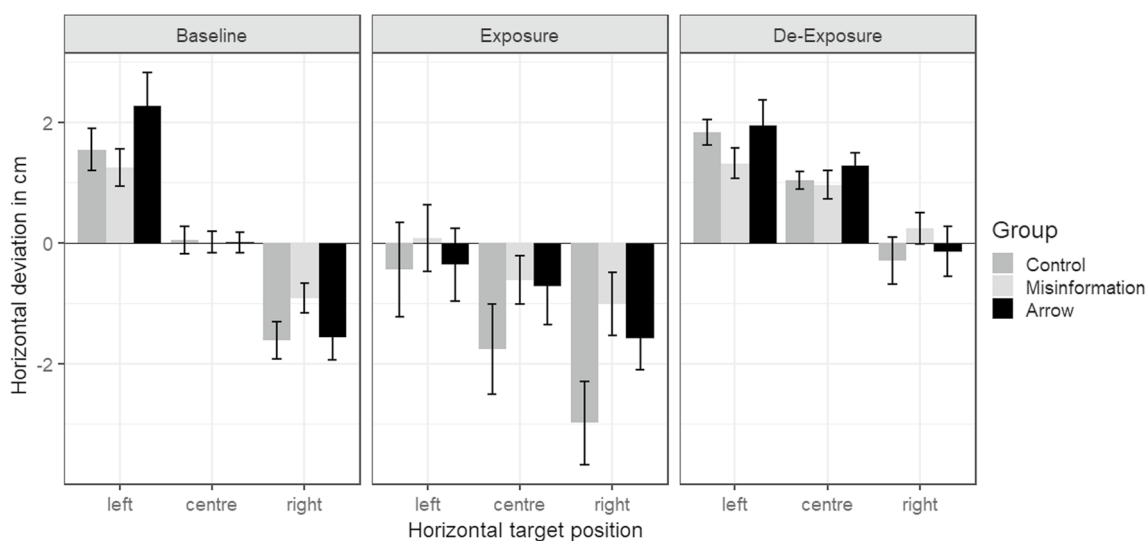 Baseline
Exposure
De-Exposure
Horizontal deviation in cm
2
0
-2
left centre right
left centre right
left centre right
Horizontal target position
Group
Control
Misinformation
Arrow